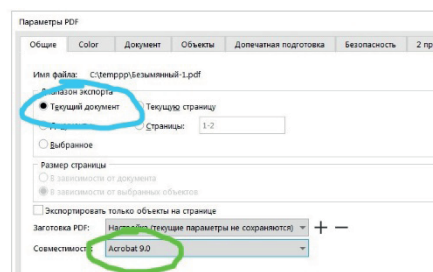 Параметры PDF
Общие Color Документ Объекты Допечатная подготовка Безопасность 2 пр
Имя файла: C:\temppp\Безымянный-1.pdf
Диапазон экспорта
Текущий документ Текущую страницу
Страницы: 1-2
Выбранное
Размер страницы
В зависимости от документа
В зависимости от выбранных объектов
Экспортировать только объекты на странице
Заготовка PDF: Настройка (текущие параметры не сохраняются)
Совместимость: Acrobat 9.0